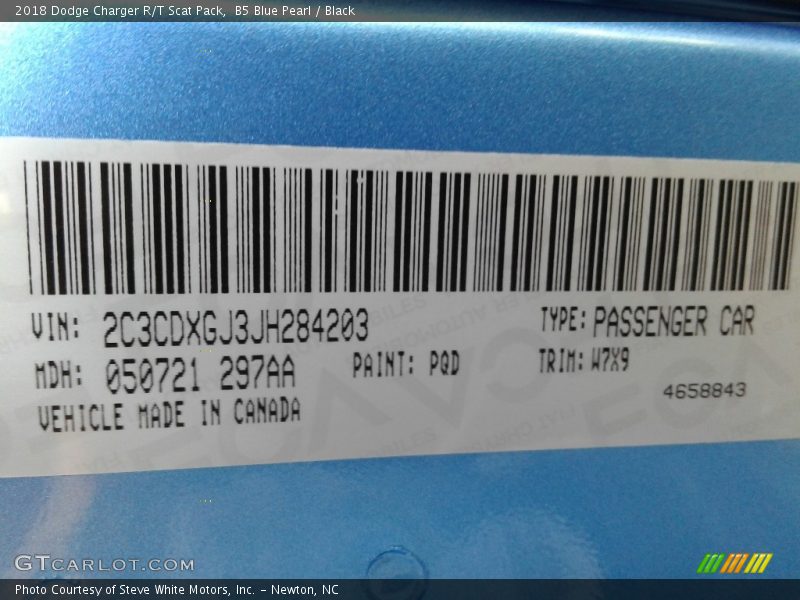 2018 Dodge Charger R/T Scat Pack,  B5 Blue Pearl / Black
VIN: 2C3CDXGJ3JH284203 TYPE: PASSENGER CAR
MDH: 050721 297AA PAINT: PQD TRIM: W7X9
4658843
VEHICLE MADE IN CANADA
GTCARLOT.COM
Photo Courtesy of Steve White Motors, Inc. – Newton, NC